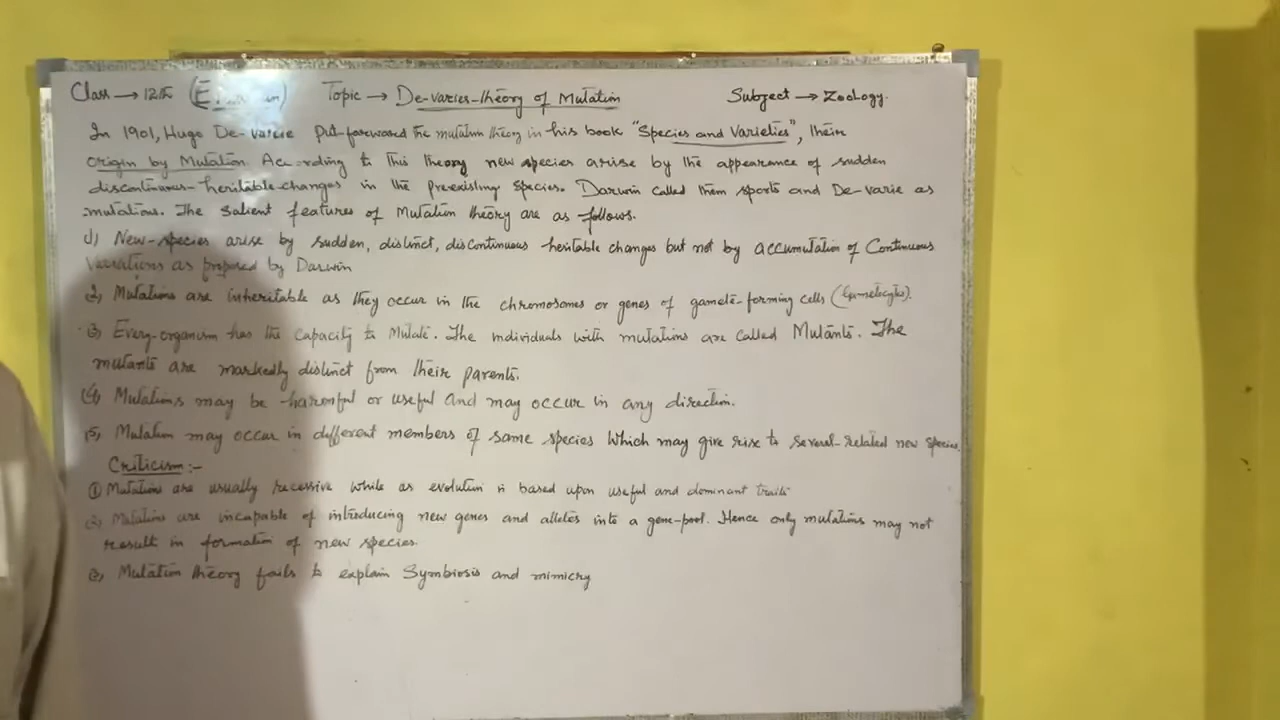 Class → 12th (E Topic → De-varies-theory of Mutation Subject → Zoology.
In 1901, Hugo De-varie Put-forwased the mutation theory in his book "Species and Varieties", their
origin by Mutation. According to this theory new species arise by the appearance of sudden
discontinuous-heritable-changes in the Pre-existing Species. Darwin called them sports and De-varie as
mutations. The salient features of Mutation theory are as follows.
1) New-species arise by sudden, distinct, discontinuous heritable changes but not by accumulation of Continuous
Variations as proposed by Darwin
2) Mutations are inheritable as they occur in the chromosomes or genes of gamete-forming cells (Gametocytes).
3) Every-organism has the capacity to Mutate. The individuals with mutations are called Mutants. The
mutants are markedly distinct from their parents.
(4) Mutations may be harmful or useful and may occur in any direction.
(5) Mutation may occur in different members of same species Which may give rise to several-related new species.
Criticism:-
① Mutations are usually recessive while as evolution is based upon useful and dominant traits
(2) Mutations are incapable of introducing new genes and alleles into a gene-pool. Hence only mutations may not
result in formation of new species.
(3) Mutation theory fails to explain Symbiosis and mimicry